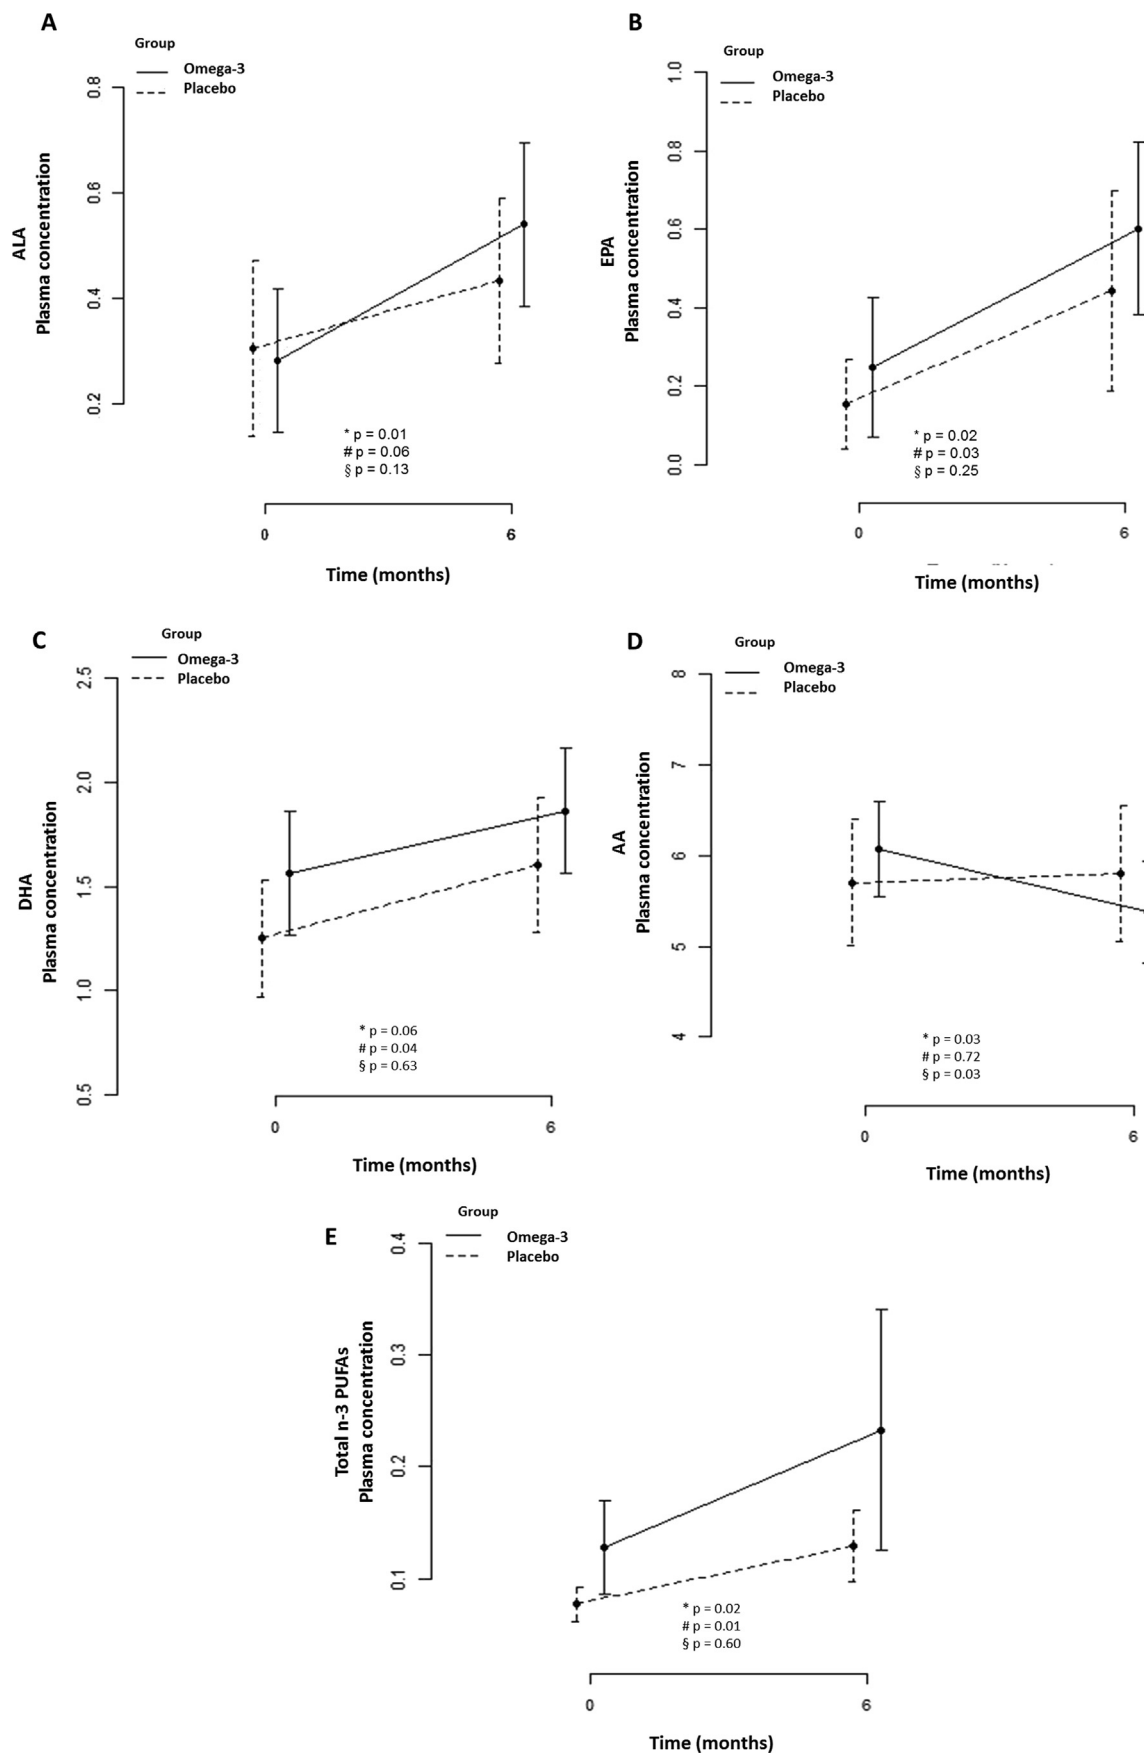 A
Group
Omega-3
Placebo
0.8
0.6
0.4
0.2
ALA
Plasma concentration
* p = 0.01
# p = 0.06
§ p = 0.13
0
6
Time (months)
B
Group
Omega-3
Placebo
1.0
0.8
0.6
0.4
0.2
0.0
EPA
Plasma concentration
* p = 0.02
# p = 0.03
§ p = 0.25
0
6
Time (months)
C
Group
Omega-3
Placebo
2.5
2.0
1.5
1.0
0.5
DHA
Plasma concentration
* p = 0.06
# p = 0.04
§ p = 0.63
0
6
Time (months)
D
Group
Omega-3
Placebo
8
7
6
5
4
AA
Plasma concentration
* p = 0.03
# p = 0.72
§ p = 0.03
0
6
Time (months)
E
Group
Omega-3
Placebo
0.4
0.3
0.2
0.1
Total n-3 PUFAs
Plasma concentration
* p = 0.02
# p = 0.01
§ p = 0.60
0
6
Time (months)